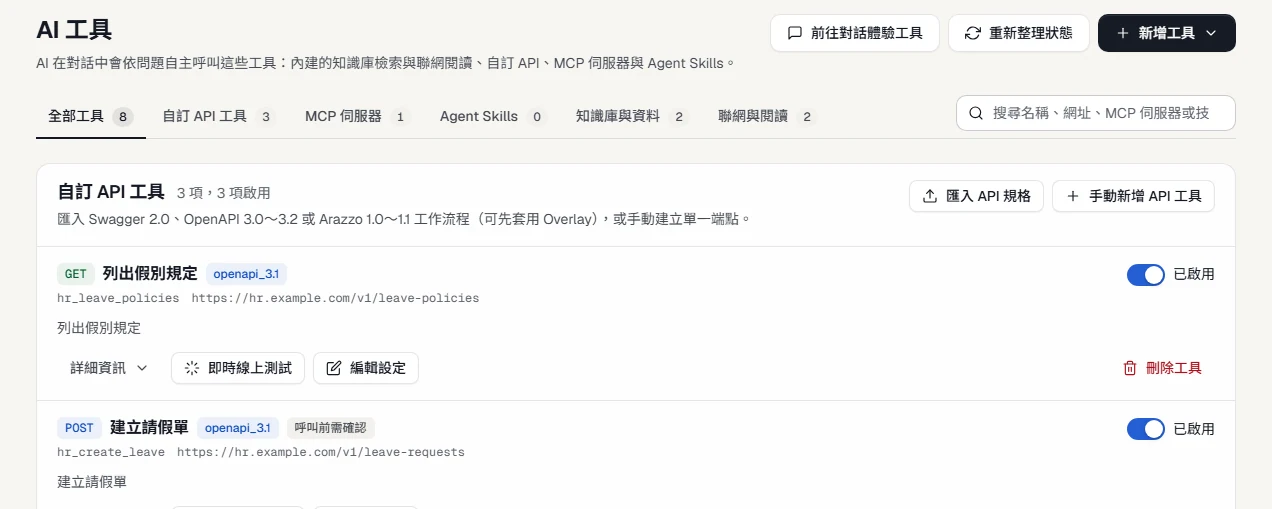 AI 工具
前往對話體驗工具
重新整理狀態
新增工具
AI 在對話中會依問題自主呼叫這些工具：內建的知識庫檢索與聯網閱讀、自訂 API、MCP 伺服器與 Agent Skills。
全部工具 8
自訂 API 工具 3
MCP 伺服器 1
Agent Skills 0
知識庫與資料 2
聯網與閱讀 2
搜尋名稱、網址、MCP 伺服器或技
自訂 API 工具 3 項，3 項啟用
匯入 Swagger 2.0、OpenAPI 3.0～3.2 或 Arazzo 1.0～1.1 工作流程（可先套用 Overlay），或手動建立單一端點。
匯入 API 規格
手動新增 API 工具
GET 列出假別規定 openapi_3.1
已啟用
hr_leave_policies https://hr.example.com/v1/leave-policies
列出假別規定
詳細資訊
即時線上測試
編輯設定
刪除工具
POST 建立請假單 openapi_3.1 呼叫前需確認
已啟用
hr_create_leave https://hr.example.com/v1/leave-requests
建立請假單